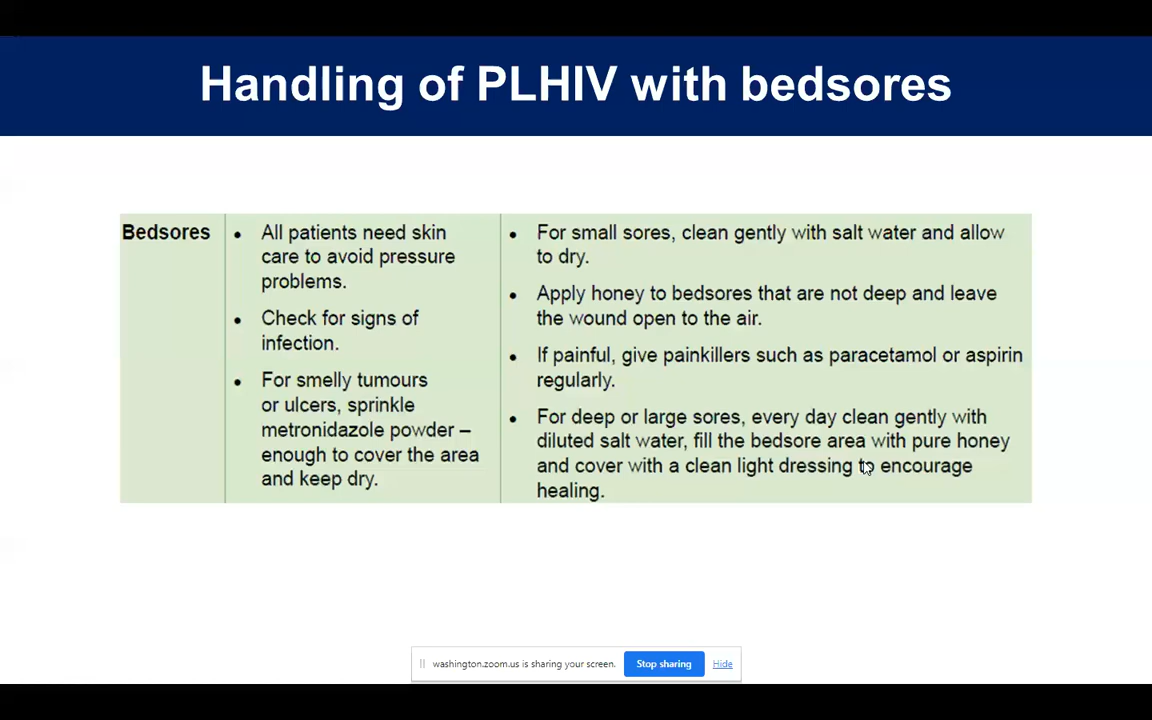 Handling of PLHIV with bedsores
Bedsores
• All patients need skin
care to avoid pressure
problems.
• Check for signs of
infection.
• For smelly tumours
or ulcers, sprinkle
metronidazole powder –
enough to cover the area
and keep dry.
• For small sores, clean gently with salt water and allow
to dry.
• Apply honey to bedsores that are not deep and leave
the wound open to the air.
• If painful, give painkillers such as paracetamol or aspirin
regularly.
• For deep or large sores, every day clean gently with
diluted salt water, fill the bedsore area with pure honey
and cover with a clean light dressing to encourage
healing.
washington.zoom.us is sharing your screen. Stop sharing Hide